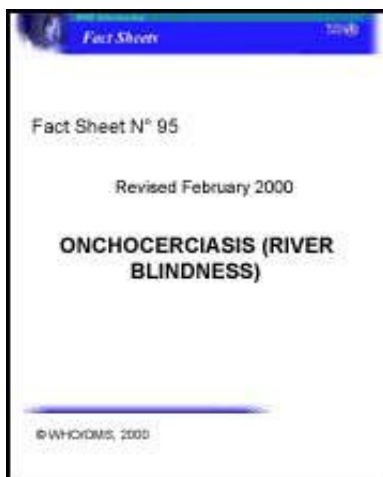 Fact Sheets
Fact Sheet N° 95
Revised February 2000
ONCHOCERCIASIS (RIVER
BLINDNESS)
© WHO/OMS, 2000